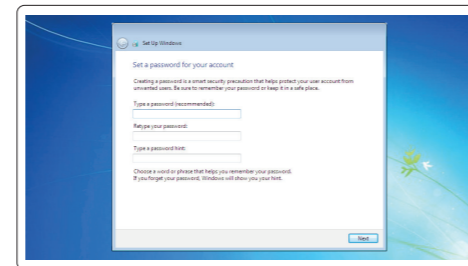 Set Up Windows
Set a password for your account
Creating a password is a smart security precaution that helps protect your user account from
unwanted users. Be sure to remember your password or keep it in a safe place.
Type a password (recommended):
Retype your password:
Type a password hint:
Choose a word or phrase that helps you remember your password.
If you forget your password, Windows will show you your hint.
Next